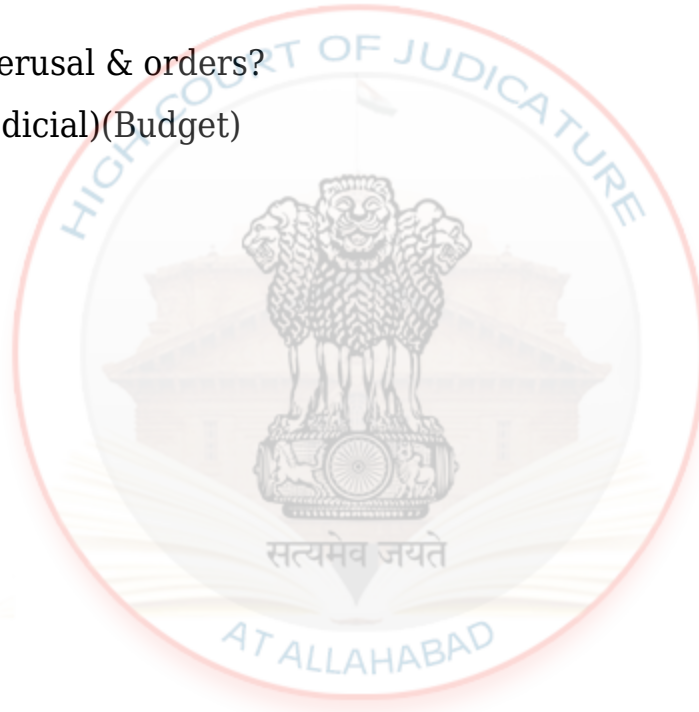 erusal & orders?
dicial)(Budget)
HIGH COURT OF JUDICATURE
सत्यमेव जयते
AT ALLAHABAD